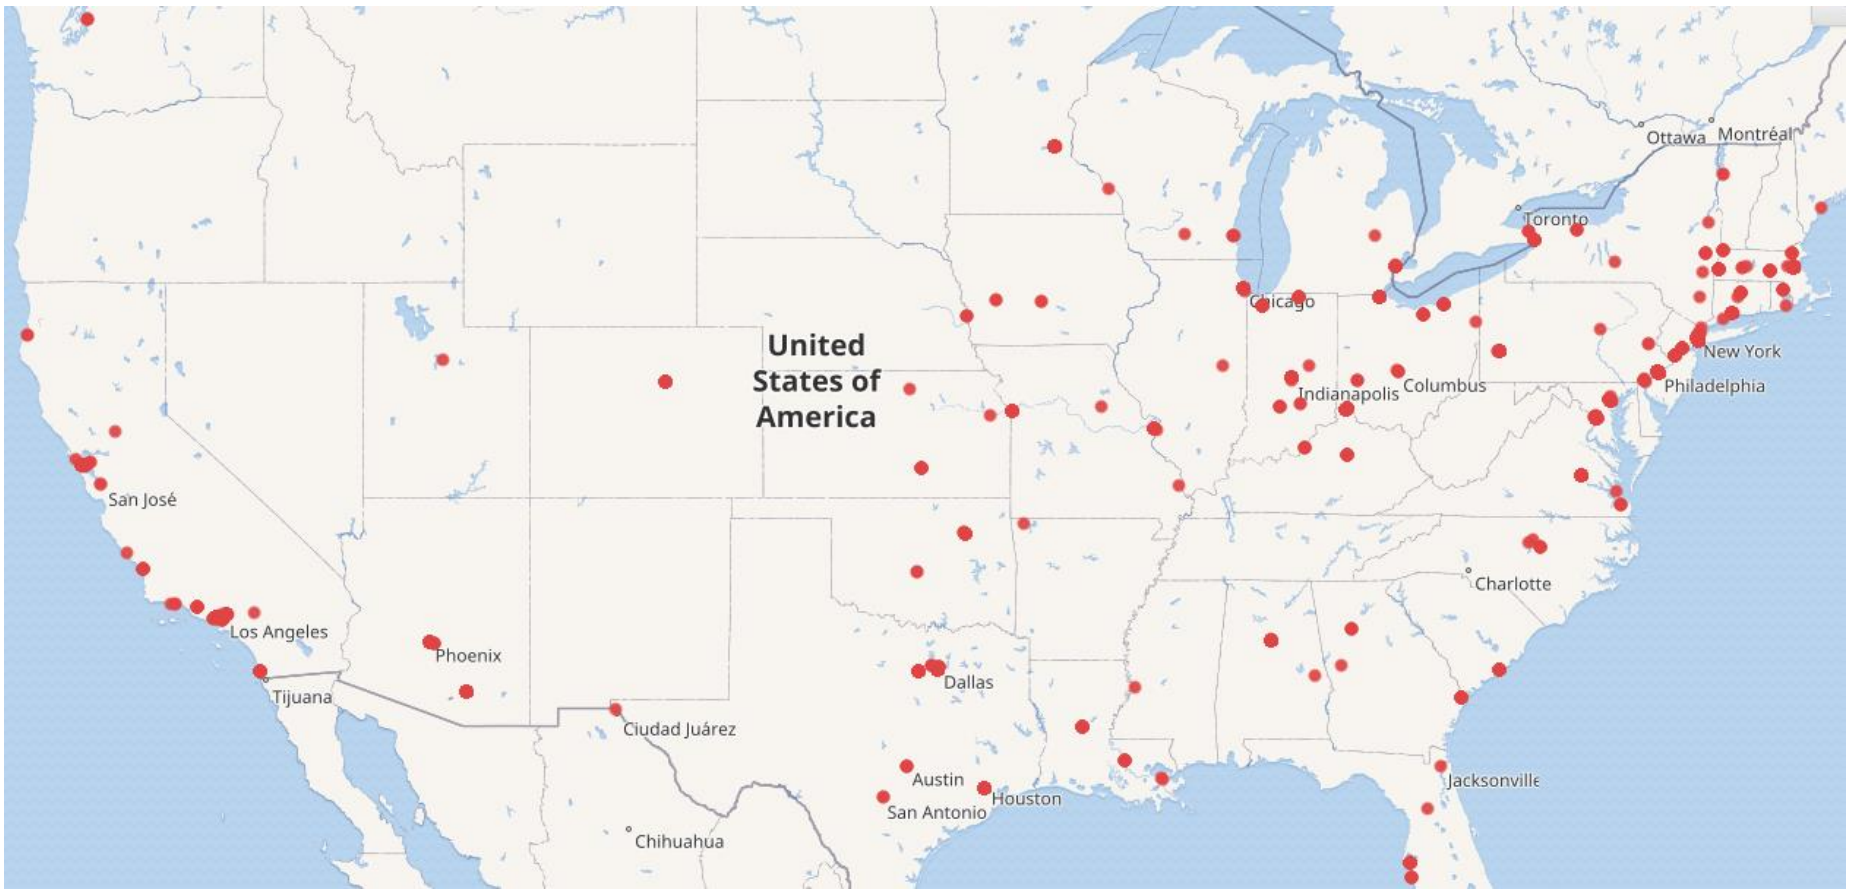 Ottawa
Montréal
Toronto
Chicago
United
States of
America
New York
Columbus
Philadelphia
Indianapolis
San José
Charlotte
Los Angeles
Phoenix
Dallas
Tijuana
Ciudad Juárez
Austin
Jacksonville
Houston
San Antonio
Chihuahua